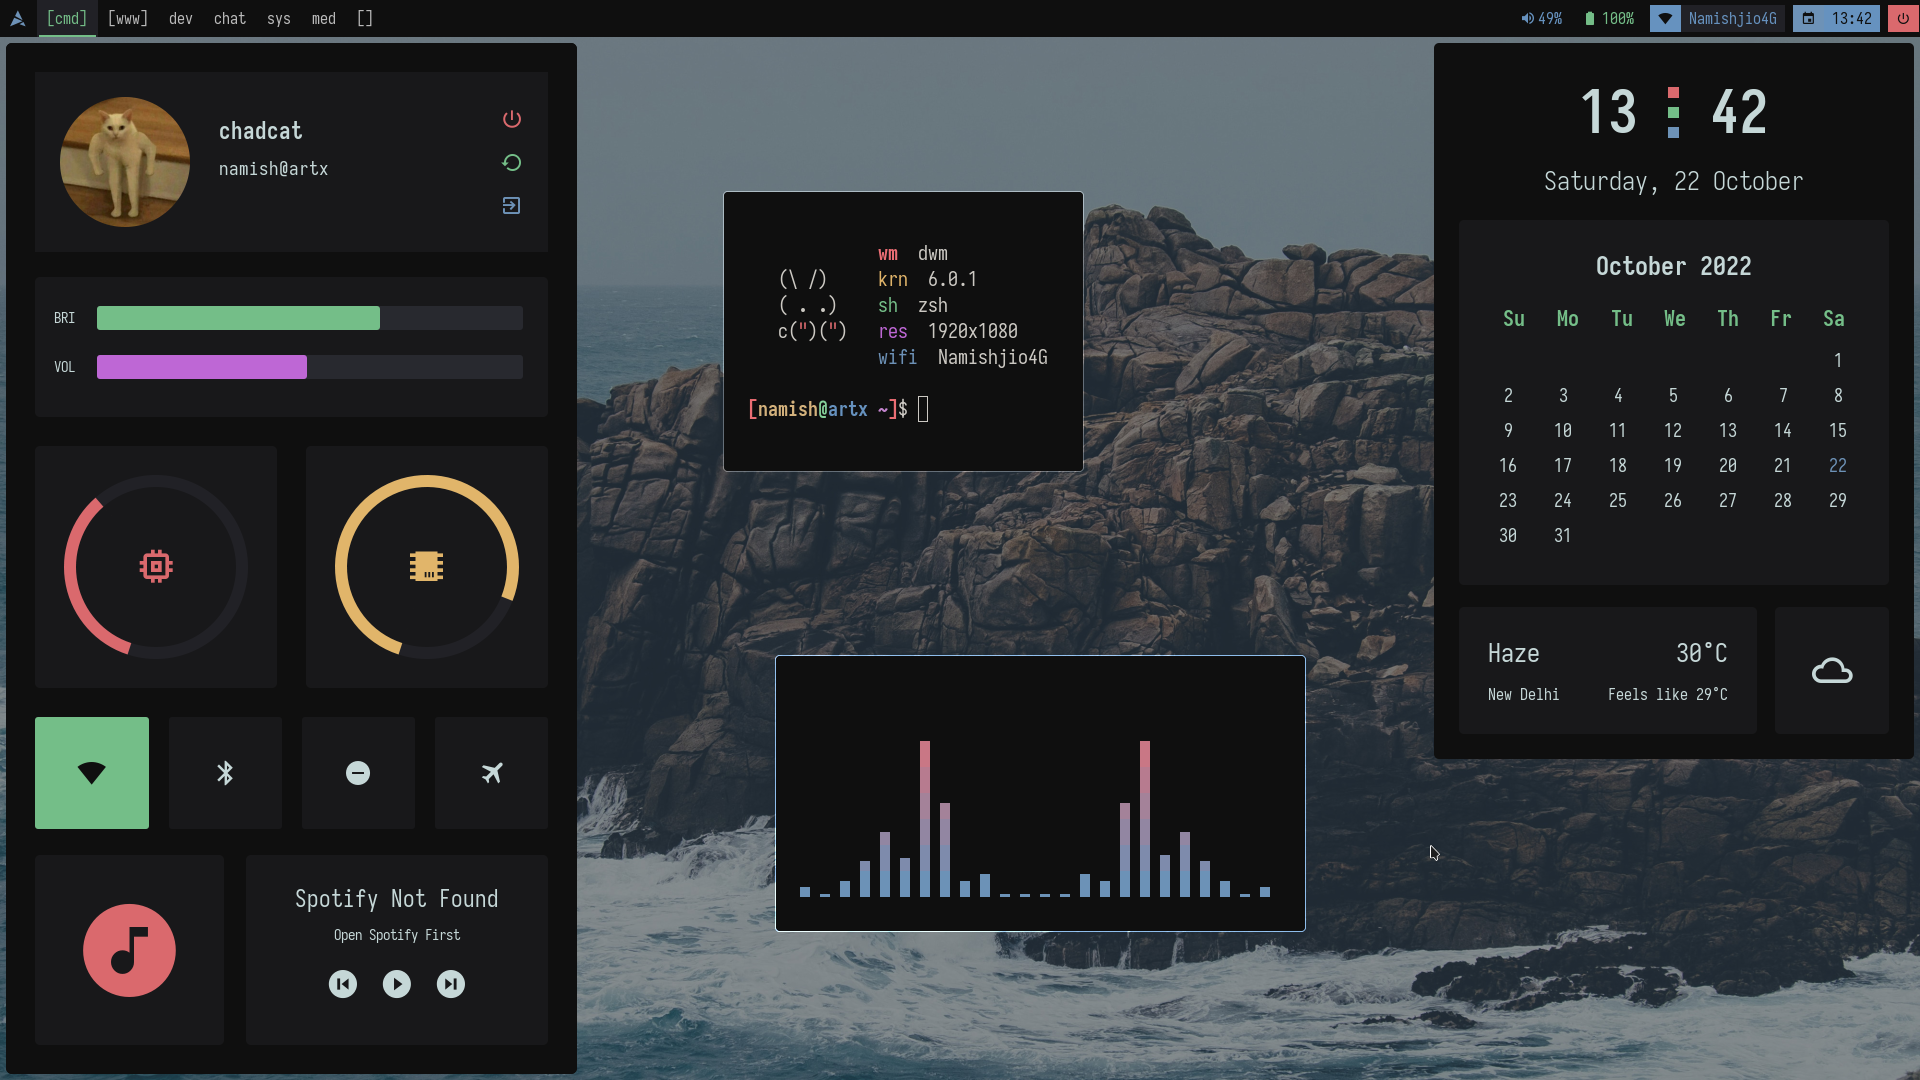 [cmd] [www] dev chat sys med []
49% 100% Namishjio4G 13:42
chadcat
namish@artx
BRI
VOL
Spotify Not Found
Open Spotify First
wm dwm
(\ /) krn 6.0.1
( . .) sh zsh
c(")(") res 1920x1080
wifi Namishjio4G
[namish@artx ~]$
13 42
Saturday, 22 October
October 2022
Su Mo Tu We Th Fr Sa
1
2 3 4 5 6 7 8
9 10 11 12 13 14 15
16 17 18 19 20 21 22
23 24 25 26 27 28 29
30 31
Haze 30°C
New Delhi Feels like 29°C